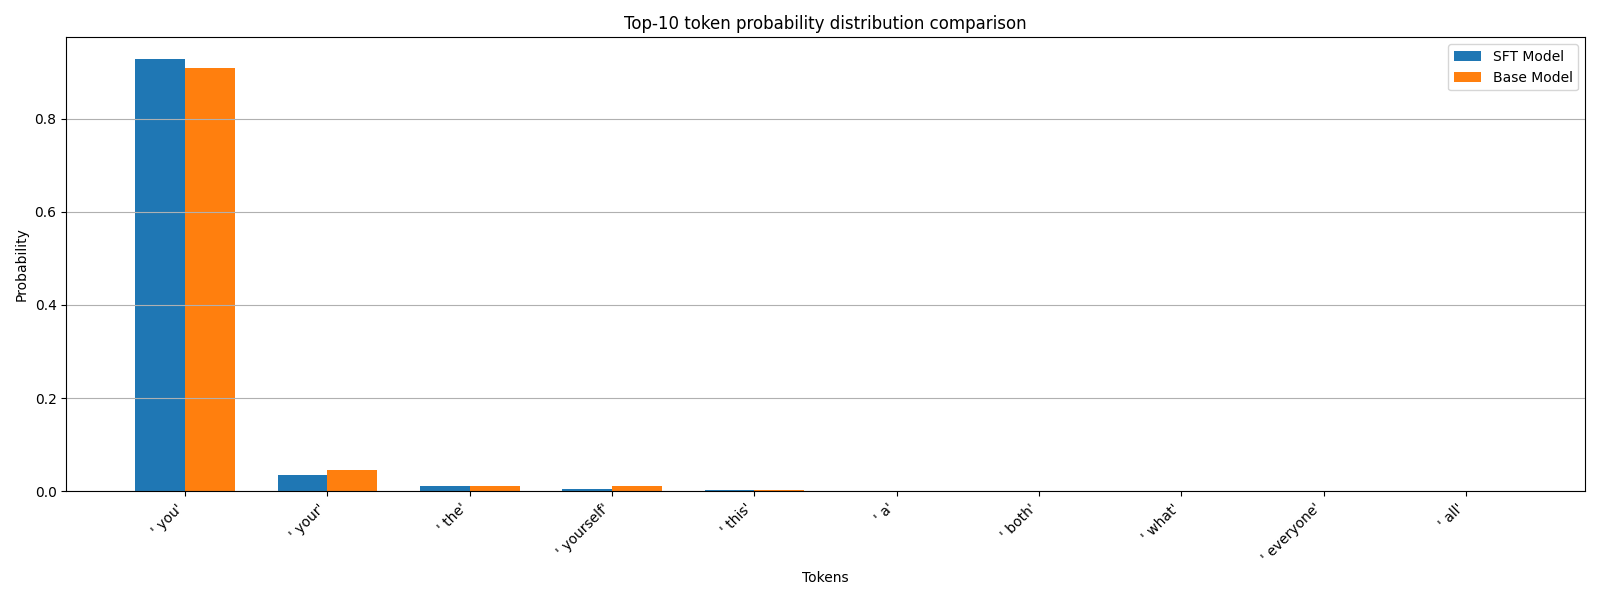 Top-10 token probability distribution comparison
SFT Model
Base Model
Probability
0.8
0.6
0.4
0.2
0.0
' you'
' your'
' the'
' yourself'
' this'
' a'
' both'
' what'
' everyone'
' all'
Tokens